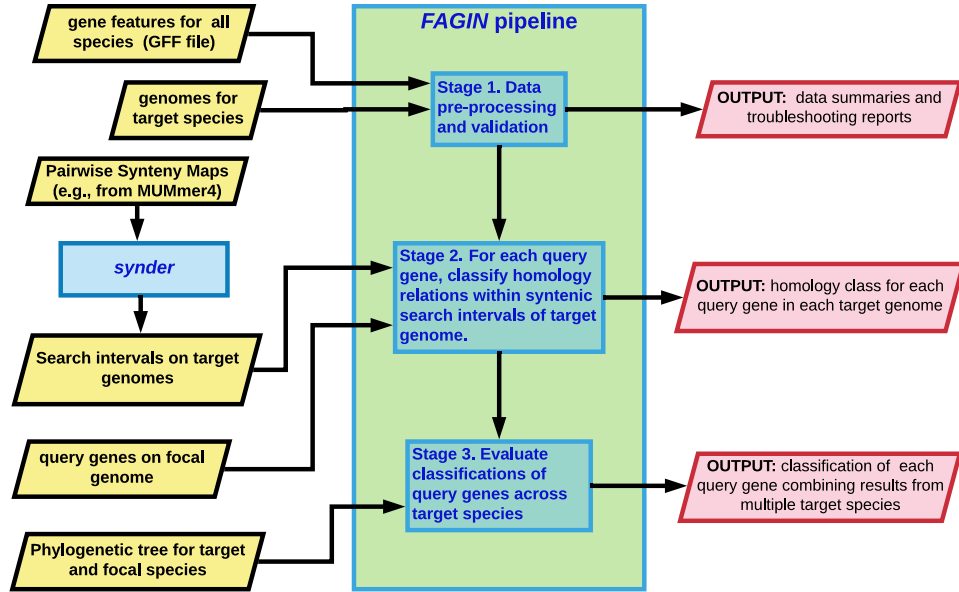 FAGIN pipeline
gene features for all
species (GFF file)
genomes for
target species
Pairwise Synteny Maps
(e.g., from MUMmer4)
synder
Search intervals on target
genomes
query genes on focal
genome
Phylogenetic tree for target
and focal species
Stage 1. Data
pre-processing
and validation
Stage 2. For each query
gene, classify homology
relations within syntenic
search intervals of target
genome.
Stage 3. Evaluate
classifications of
query genes across
target species
OUTPUT: data summaries and
troubleshooting reports
OUTPUT: homology class for each
query gene in each target genome
OUTPUT: classification of each
query gene combining results from
multiple target species